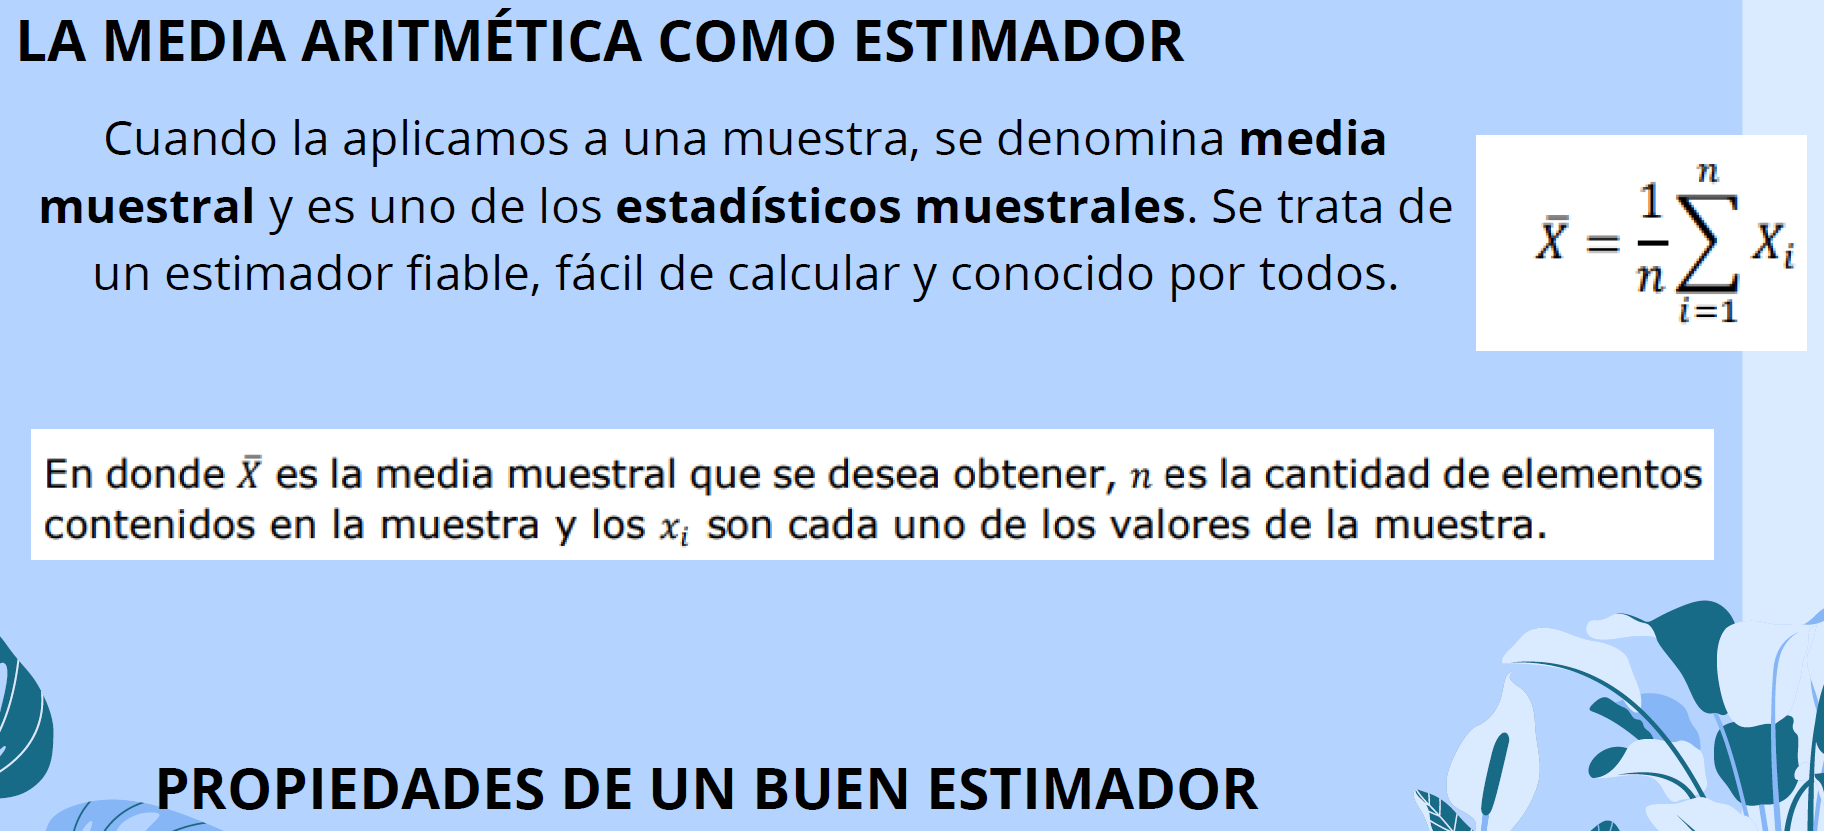 LA MEDIA ARITMÉTICA COMO ESTIMADOR
Cuando la aplicamos a una muestra, se denomina media
muestral y es uno de los estadísticos muestrales. Se trata de
un estimador fiable, fácil de calcular y conocido por todos.
X̄ = 1/n ∑_{i=1}^{n} X_i
En donde X̄ es la media muestral que se desea obtener, n es la cantidad de elementos
contenidos en la muestra y los x_i son cada uno de los valores de la muestra.
PROPIEDADES DE UN BUEN ESTIMADOR